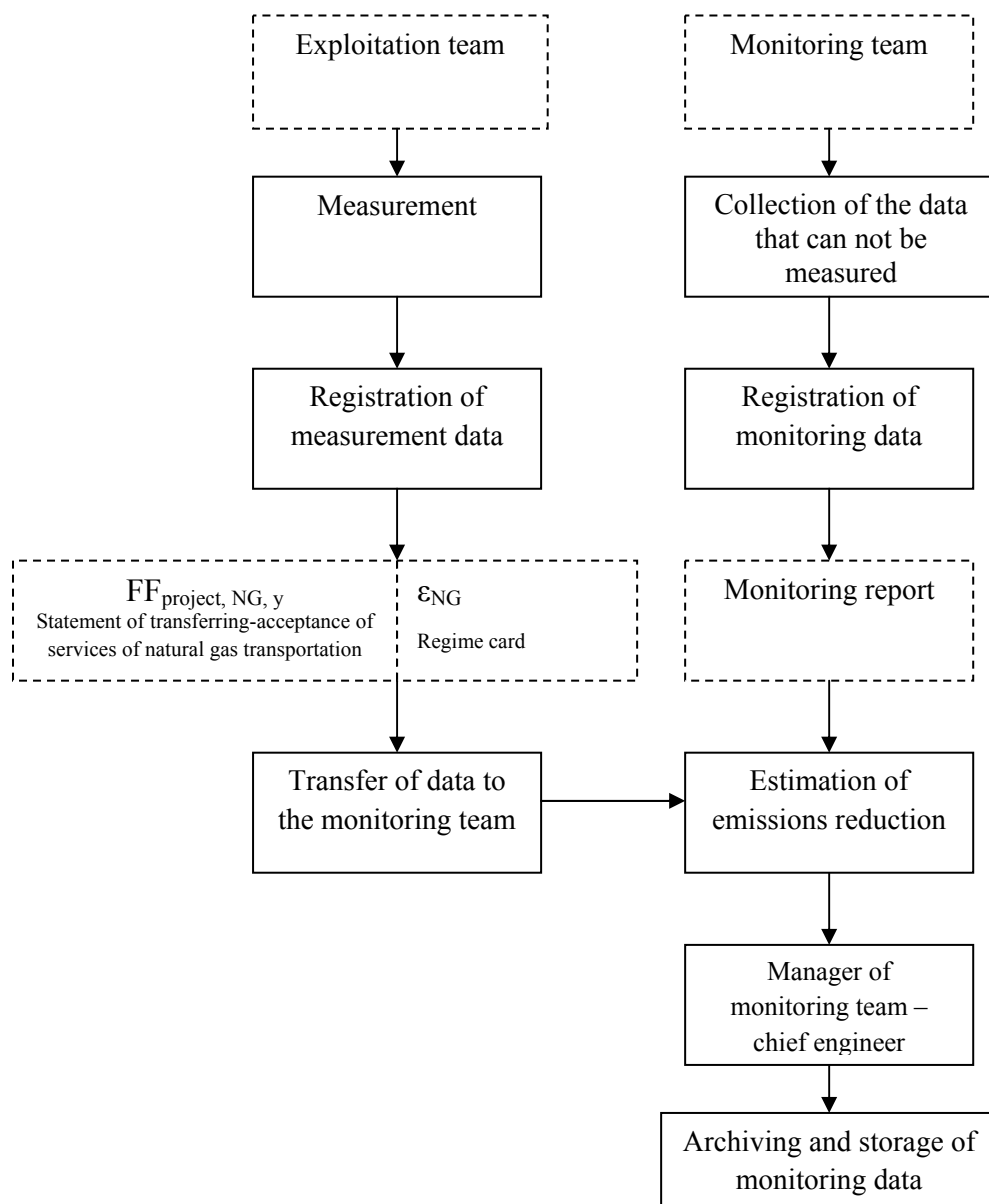 Exploitation team
Monitoring team
Measurement
Collection of the data
that can not be
measured
Registration of
measurement data
Registration of
monitoring data
FFproject, NG, y
Statement of transferring-acceptance of
services of natural gas transportation
εNG
Regime card
Monitoring report
Transfer of data to
the monitoring team
Estimation of
emissions reduction
Manager of
monitoring team –
chief engineer
Archiving and storage of
monitoring data